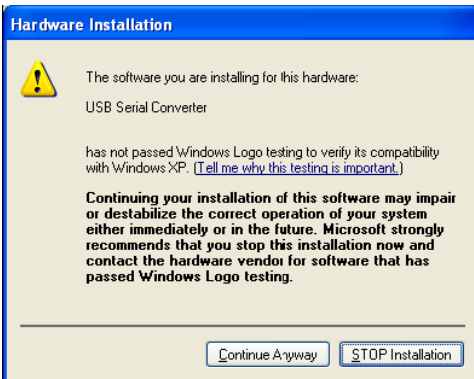 Hardware Installation
The software you are installing for this hardware:
USB Serial Converter
has not passed Windows Logo testing to verify its compatibility
with Windows XP. (Tell me why this testing is important.)
Continuing your installation of this software may impair
or destabilize the correct operation of your system
either immediately or in the future. Microsoft strongly
recommends that you stop this installation now and
contact the hardware vendor for software that has
passed Windows Logo testing.
Continue Anyway STOP Installation